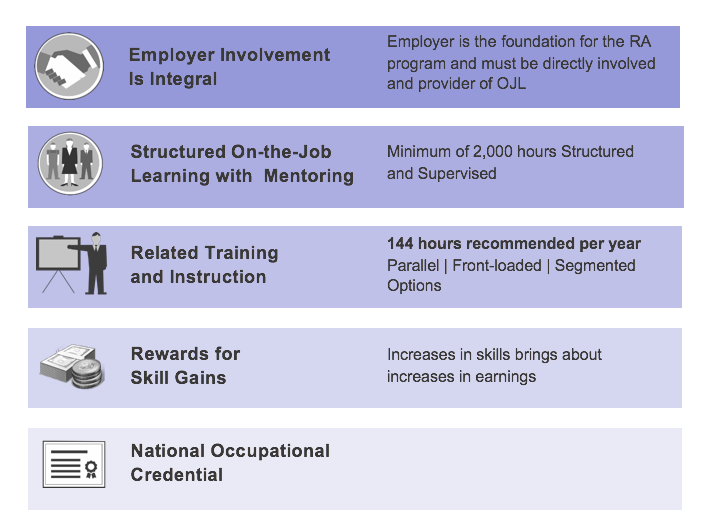 Employer Involvement
Is Integral
Employer is the foundation for the RA
program and must be directly involved
and provider of OJL
Structured On-the-Job
Learning with Mentoring
Minimum of 2,000 hours Structured
and Supervised
Related Training
and Instruction
144 hours recommended per year
Parallel | Front-loaded | Segmented
Options
Rewards for
Skill Gains
Increases in skills brings about
increases in earnings
National Occupational
Credential